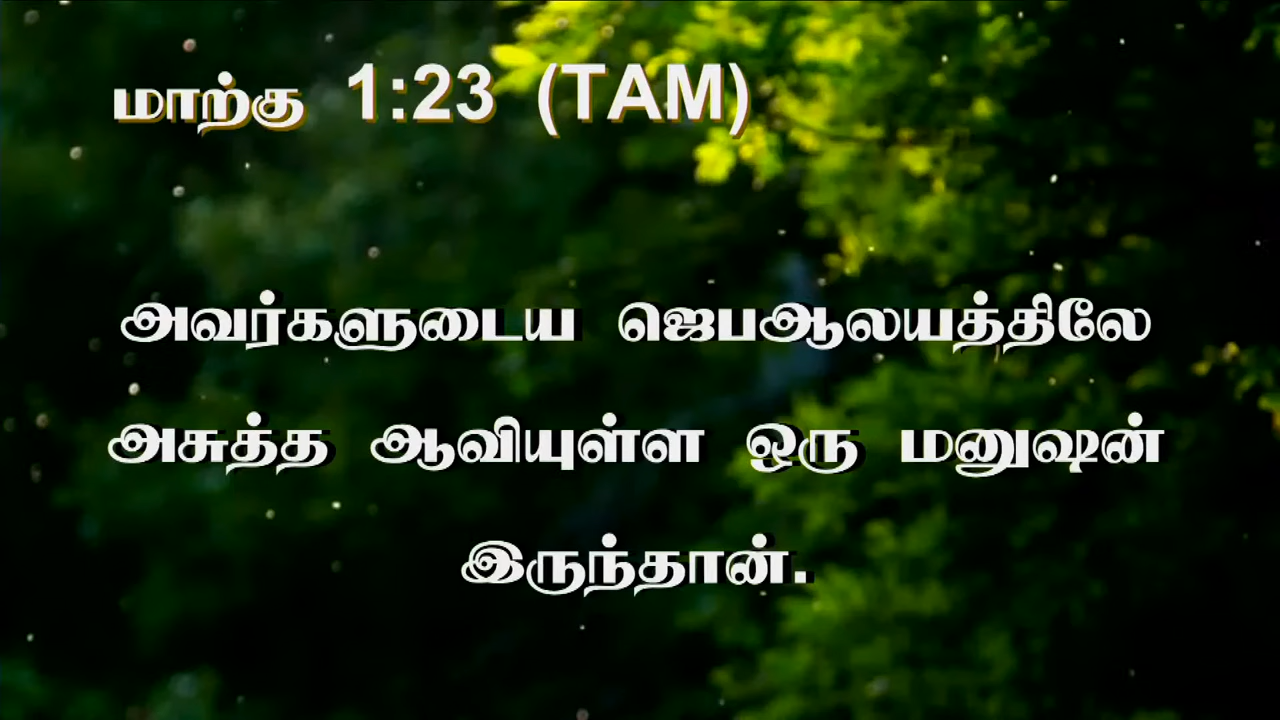 மாற்கு 1:23 (TAM)
அவர்களுடைய ஜெபஆலயத்திலே
அசுத்த ஆவியுள்ள ஒரு மனுஷன்
இருந்தான்.